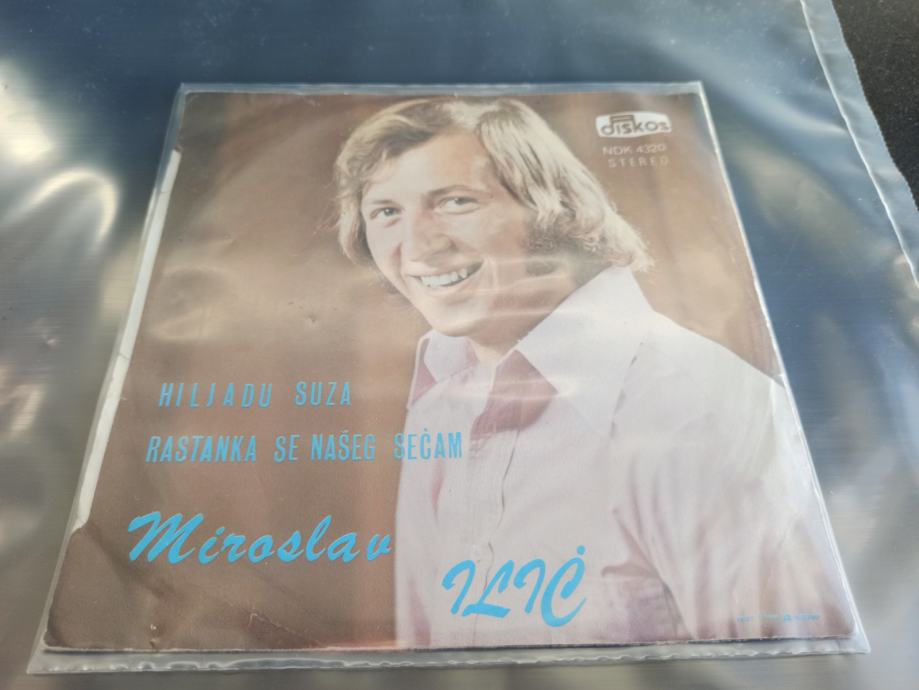 diskos
NDK 4320
STEREO
HILJADU SUZA
RASTANKA SE NAŠEG SEĆAM
Miroslav
ILIĆ